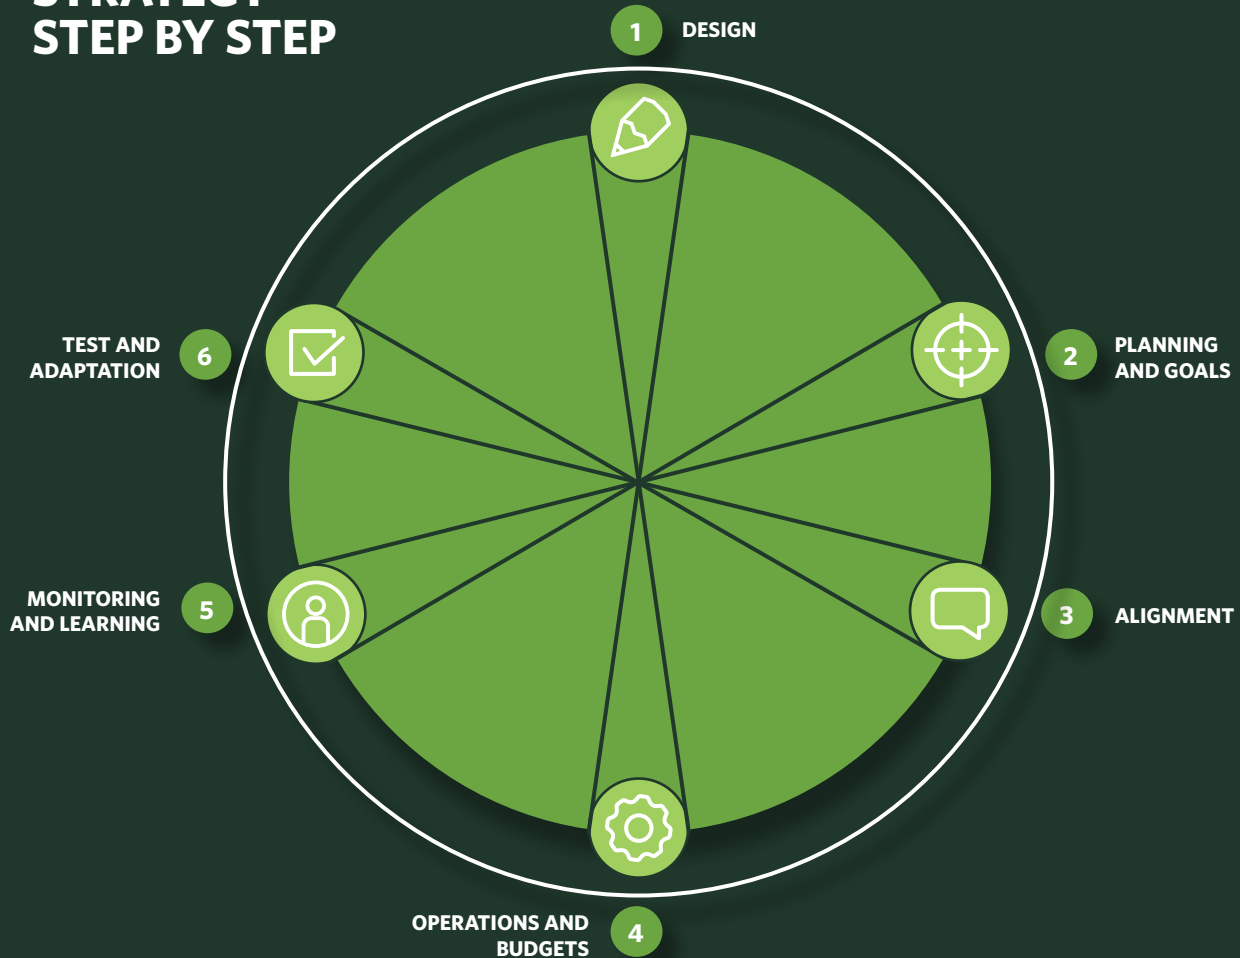 STRATEGY
STEP BY STEP
1 DESIGN
2 PLANNING
AND GOALS
3 ALIGNMENT
OPERATIONS AND
BUDGETS
4
MONITORING
AND LEARNING
5
TEST AND
ADAPTATION
6